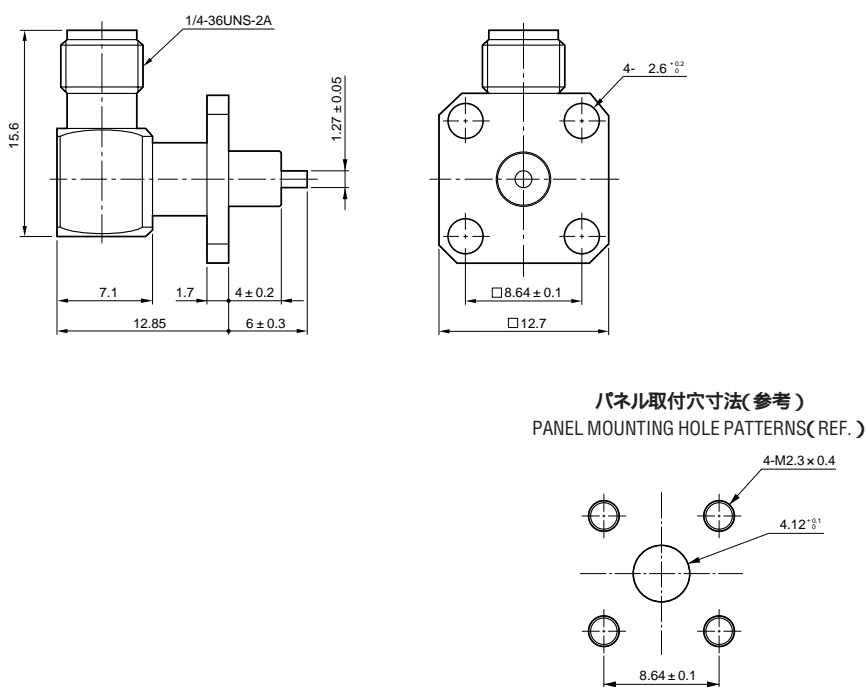 1/4-36UNS-2A
15.6
1.27 ± 0.05
7.1
1.7
4 ± 0.2
12.85
6 ± 0.3
4- 2.6 +0.2 0
□8.64 ± 0.1
□12.7
パネル取付穴寸法(参考)
PANEL MOUNTING HOLE PATTERNS(REF.)
4-M2.3 × 0.4
4.12 +0.1 0
8.64 ± 0.1